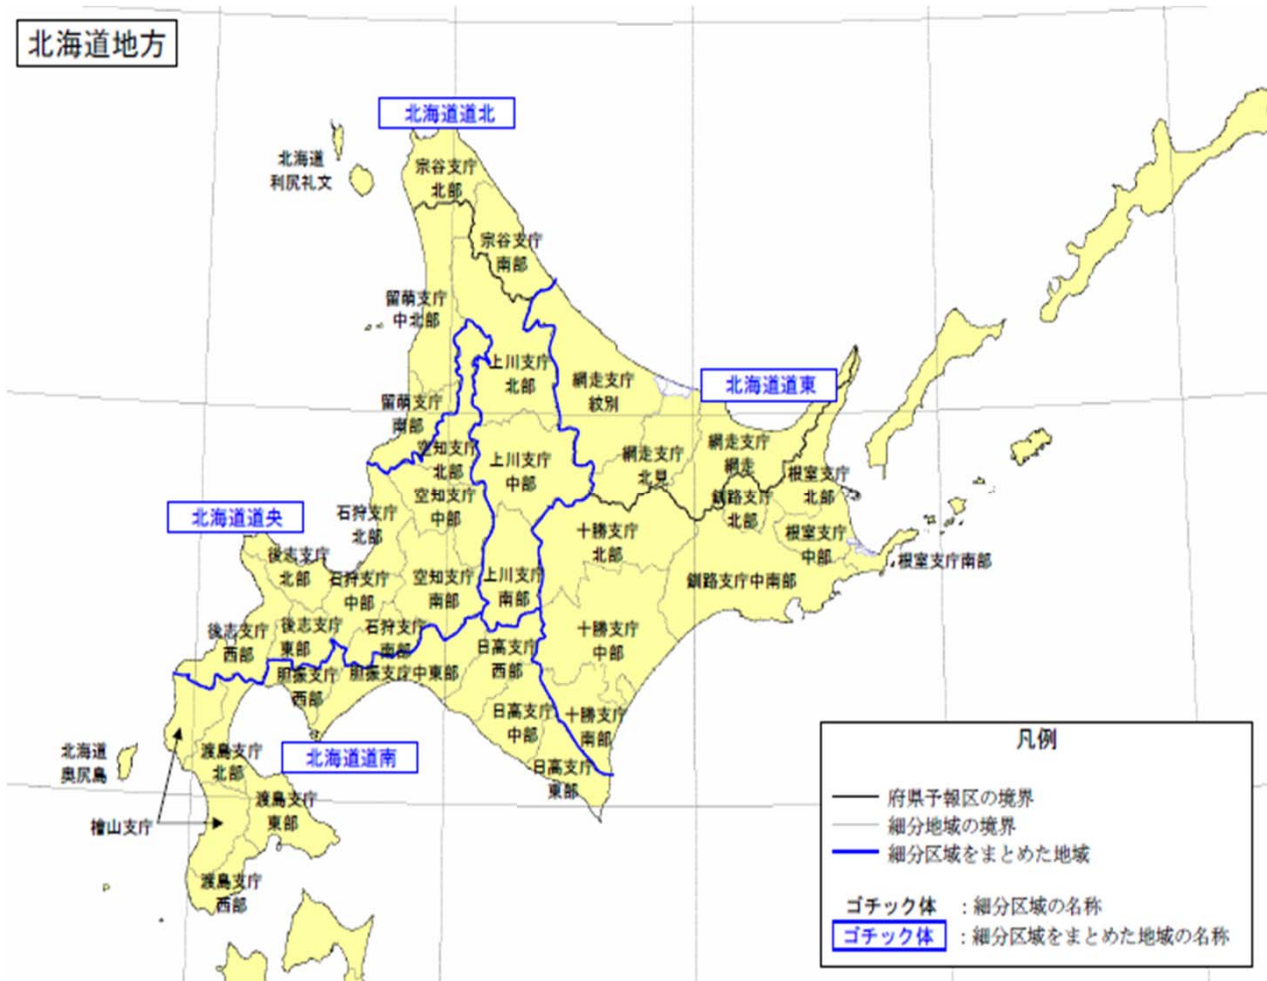 北海道地方
北海道道北
北海道
利尻礼文
宗谷支庁
北部
宗谷支庁
南部
留萌支庁
中北部
上川支庁
北部
網走支庁
紋別
北海道道東
留萌支庁
南部
空知支庁
北部
上川支庁
中部
網走支庁
北見
網走支庁
網走
根室支庁
北部
釧路支庁
北部
空知支庁
中部
北海道道央
石狩支庁
北部
十勝支庁
北部
根室支庁
中部
根室支庁南部
後志支庁
北部
石狩支庁
中部
空知支庁
南部
上川支庁
南部
釧路支庁中南部
後志支庁
西部
後志支庁
東部
石狩支庁
南部
日高支庁
西部
十勝支庁
中部
胆振支庁
西部
胆振支庁中東部
日高支庁
中部
十勝支庁
南部
北海道
奥尻島
渡島支庁
北部
北海道道南
日高支庁
東部
渡島支庁
東部
檜山支庁
渡島支庁
西部
凡例
府県予報区の境界
細分地域の境界
細分区域をまとめた地域
ゴチック体 :細分区域の名称
ゴチック体 :細分区域をまとめた地域の名称